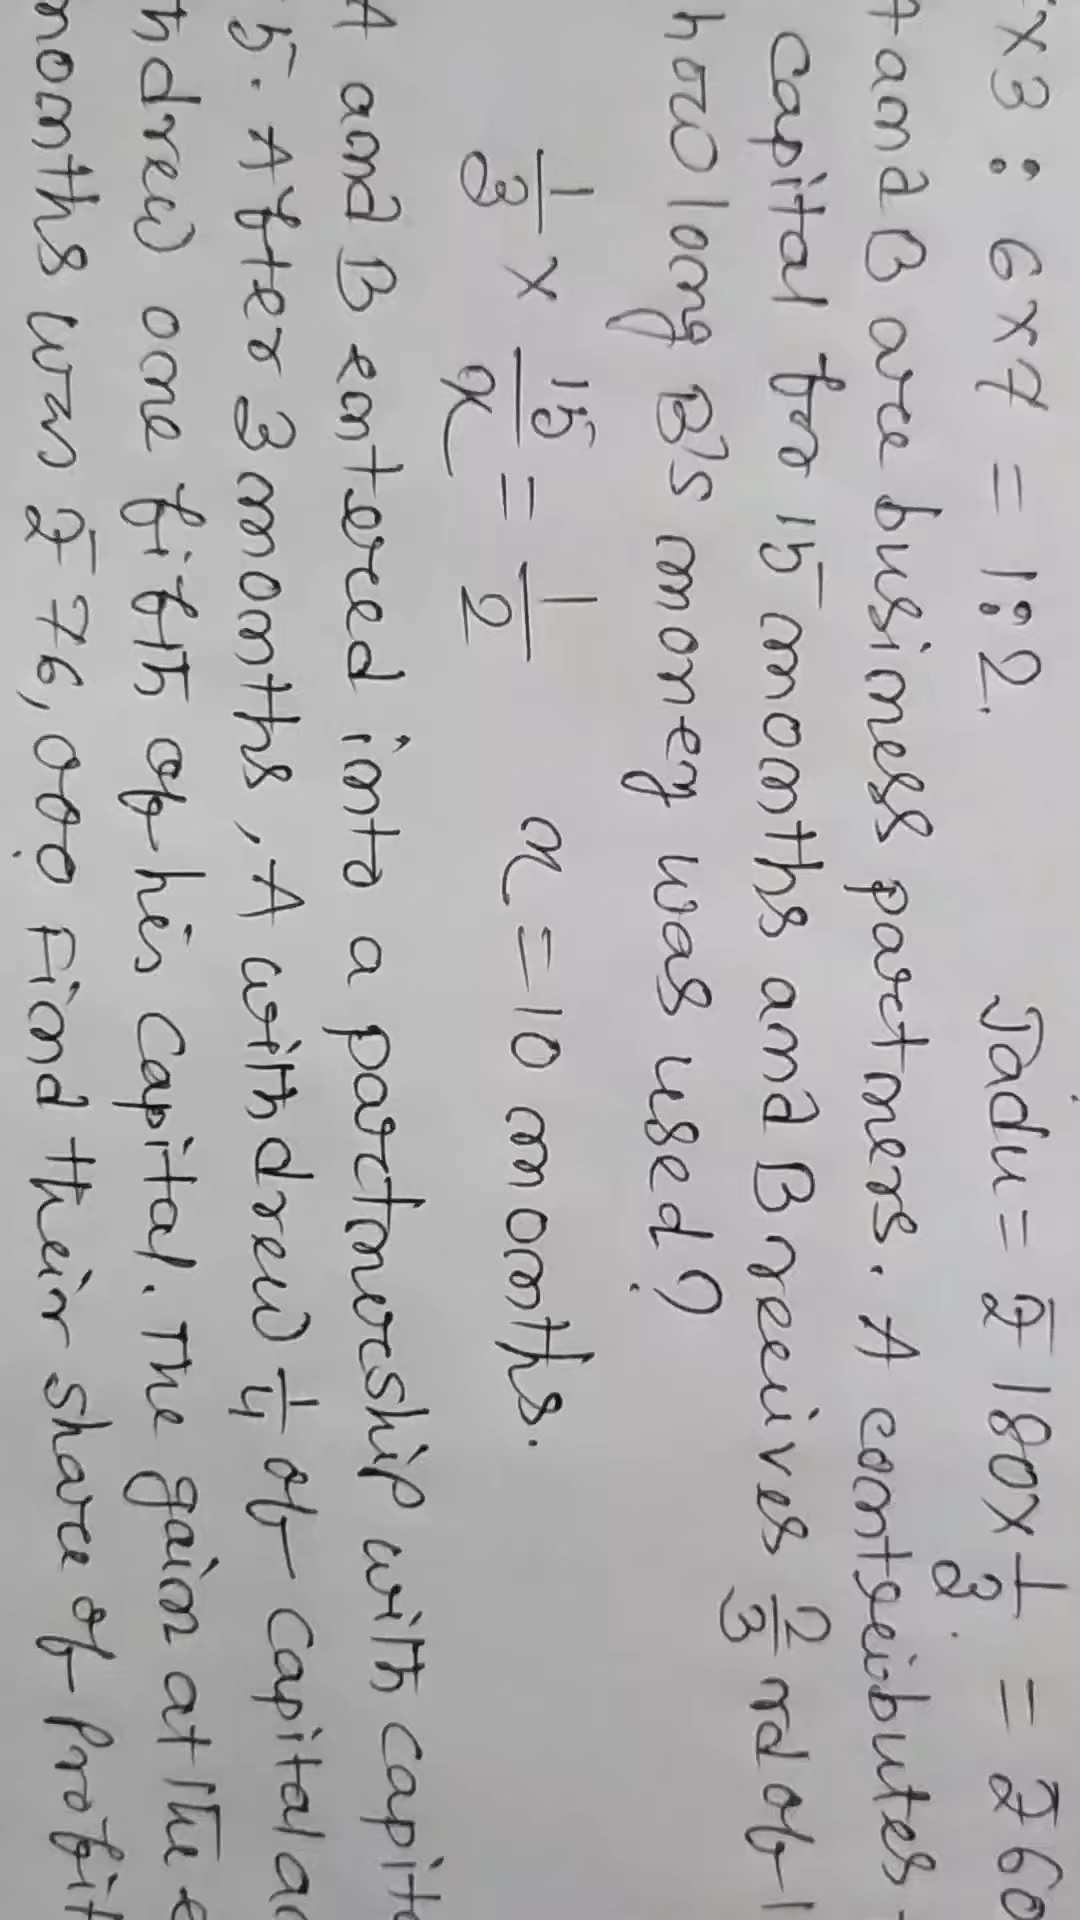 x3 : 6x7 = 1:2. Jadu = ₹ 180x 1/3 = ₹ 60
A and B are business partners. A contributes
capital for 15 months and B receives 2/3 rd of
how long B's money was used?
1/3 x 15/x = 1/2 x = 10 months.
A and B entered into a partnership with
5. After 3 months, A withdrew 1/4 of capital
one fifth of his capital. The gain at the
months was ₹ 76,000 Find their share of Profit